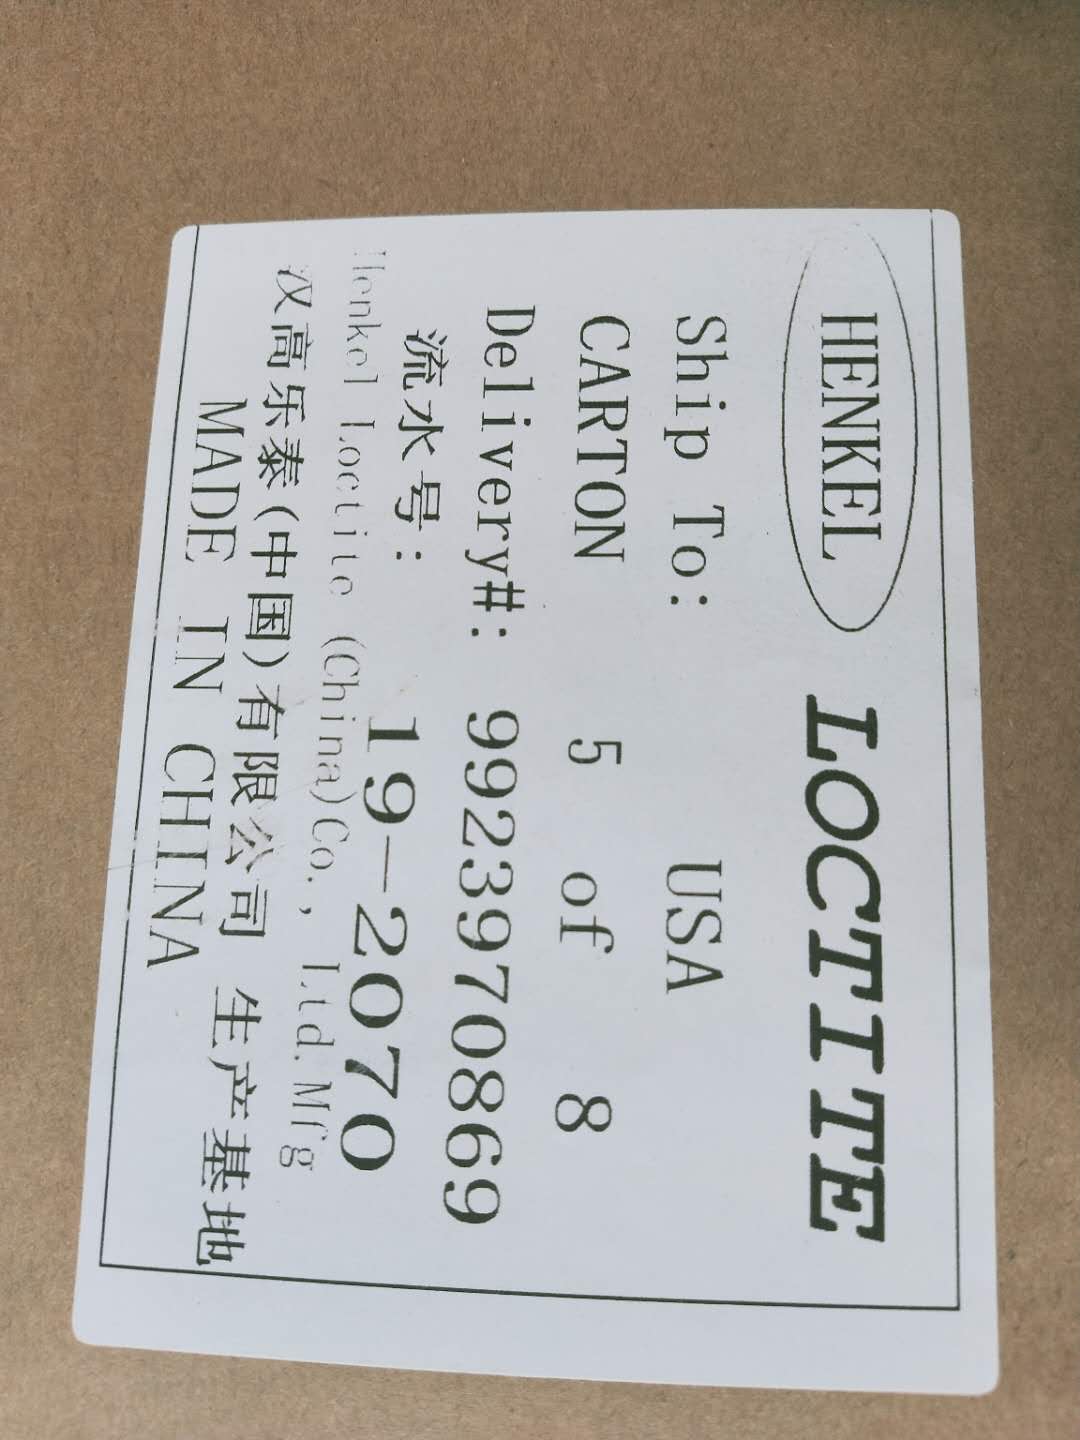 HENKEL LOCTITE
Ship To: USA
CARTON 5 of 8
Delivery#: 9923970869
流水号: 19-2070
Henkel Loctite (China)Co., Ltd.Mfg
汉高乐泰(中国)有限公司 生产基地
MADE IN CHINA